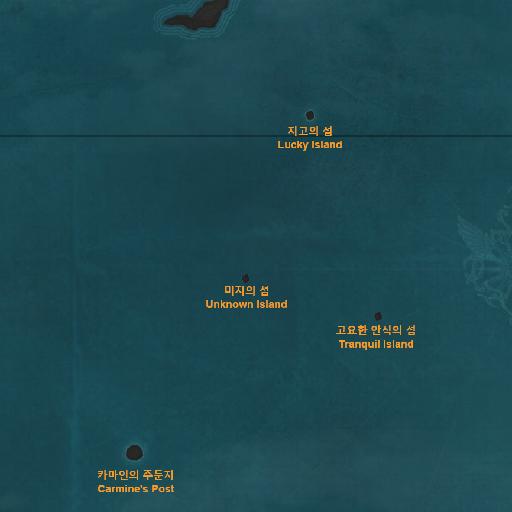 지고의 섬
Lucky Island
미지의 섬
Unknown Island
고요한 안식의 섬
Tranquil Island
카마인의 주둔지
Carmine's Post